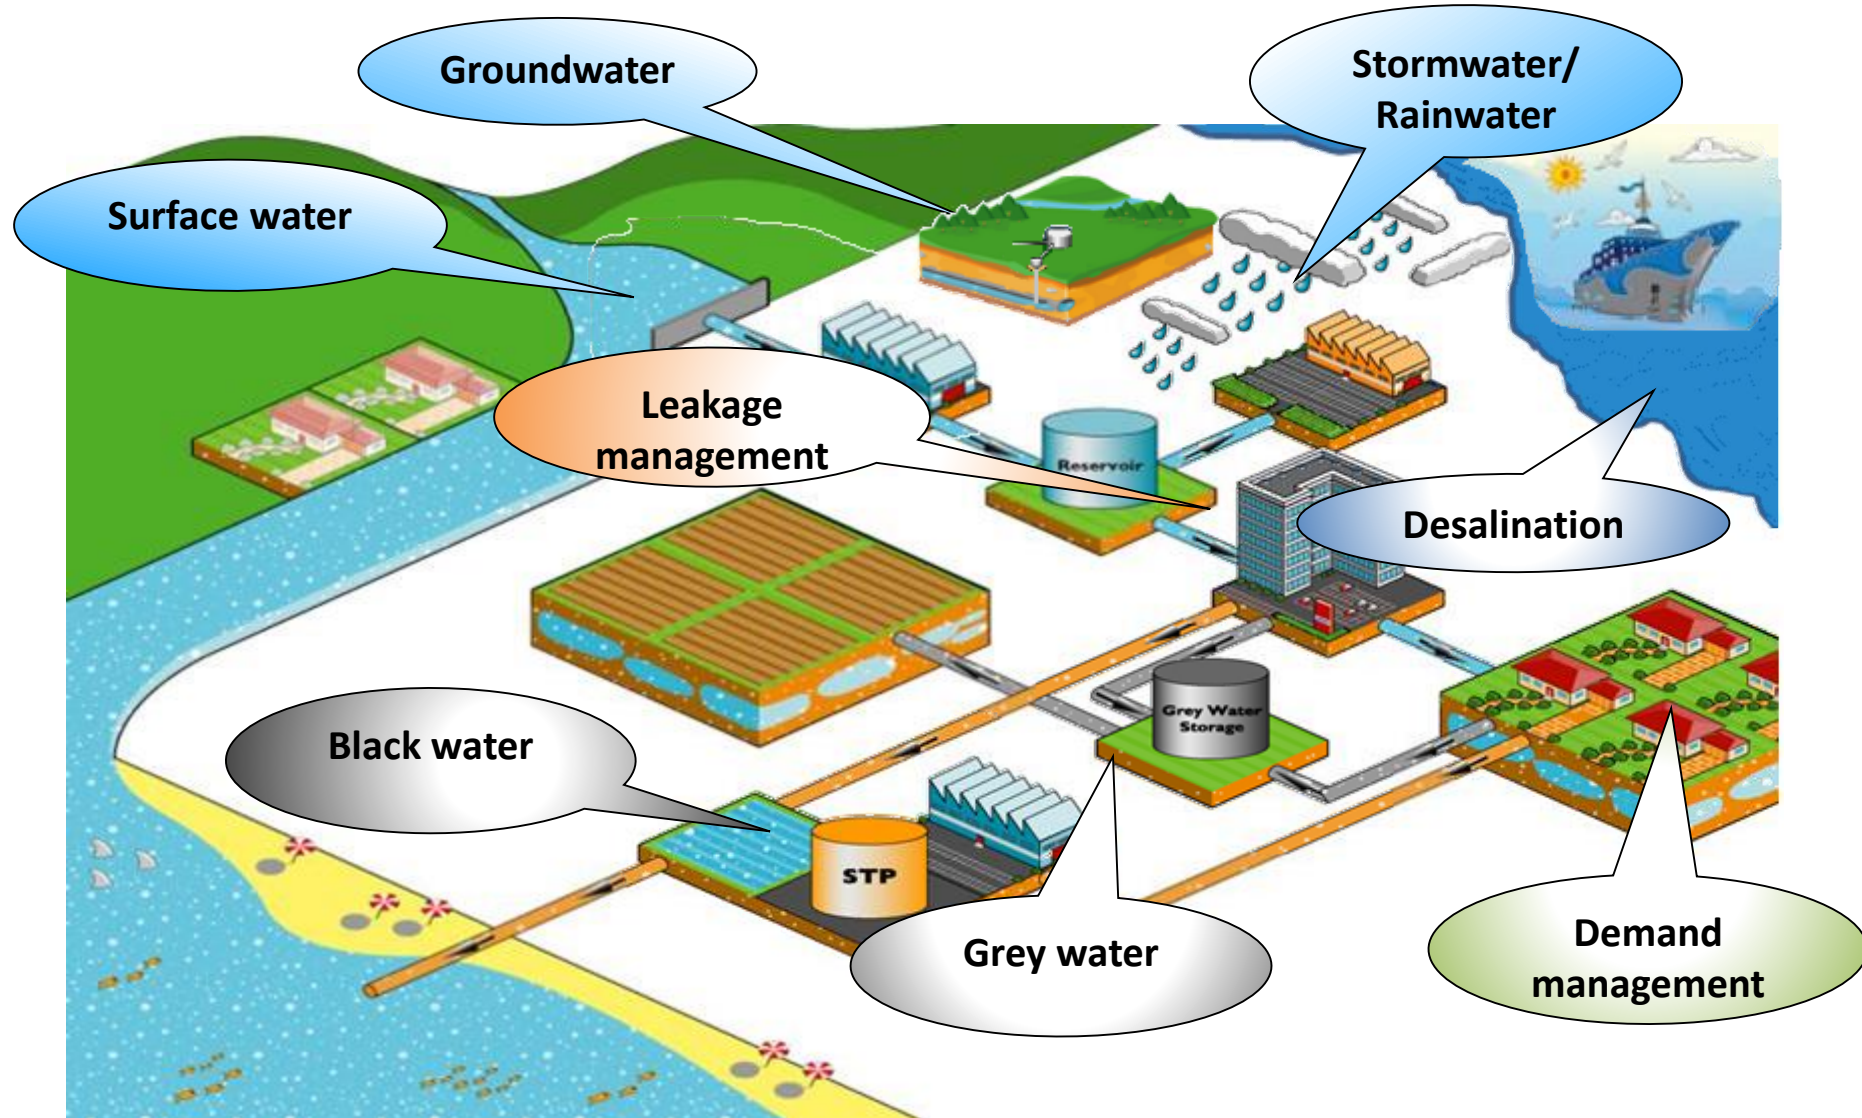 Groundwater
Stormwater/
Rainwater
Surface water
Leakage
management
Reservoir
Desalination
Grey Water
Storage
Black water
STP
Grey water
Demand
management